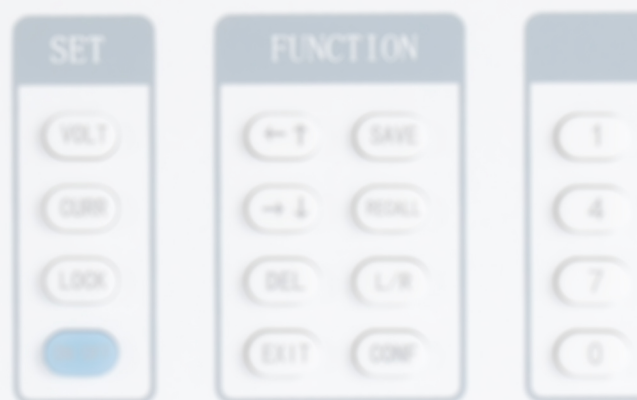 SET
VOLT
CURR
LOCK
FUNCTION
←↑ SAVE
→↓ RECALL
DEL L/R
EXIT CONF
1
4
7
0